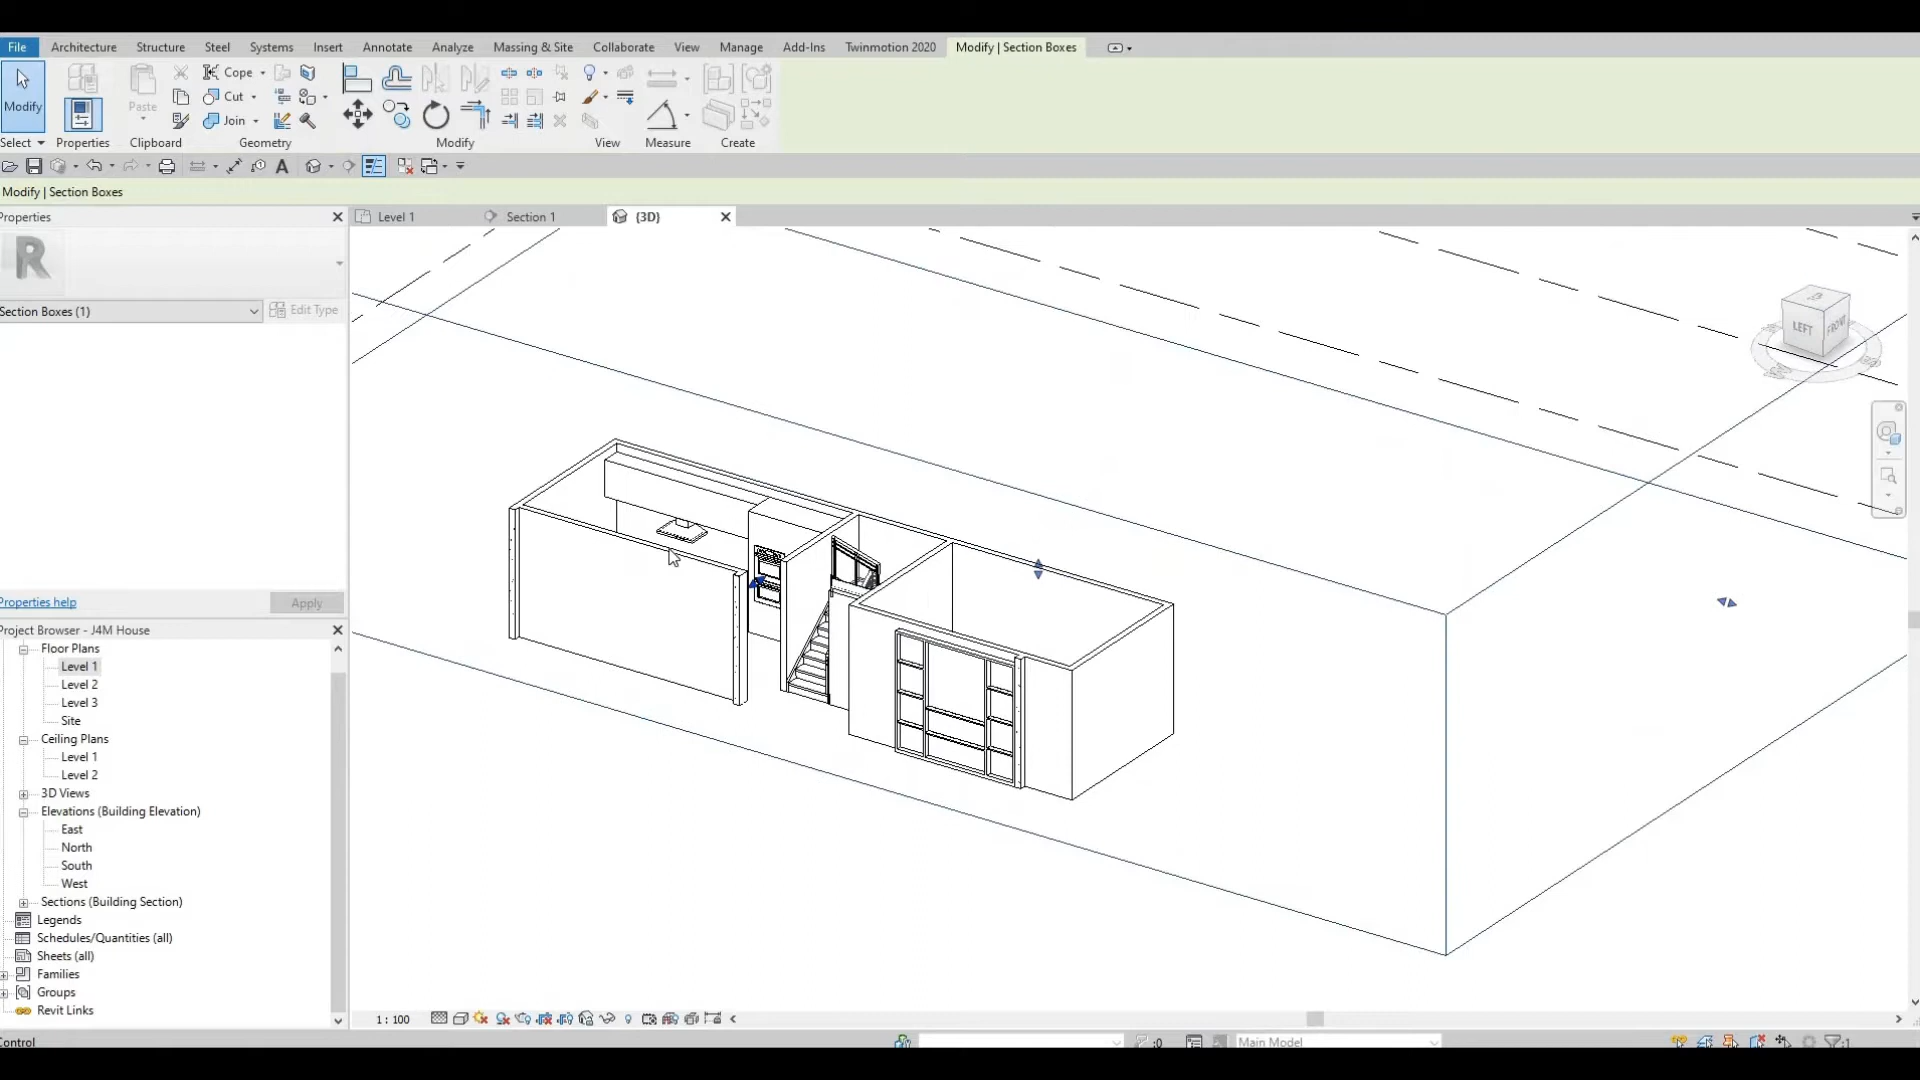 File Architecture Structure Steel Systems Insert Annotate Analyze Massing & Site Collaborate View Manage Add-Ins Twinmotion 2020 Modify | Section Boxes
Modify
Paste
Cope
Cut
Join
Select Properties Clipboard Geometry Modify View Measure Create
A
Modify | Section Boxes
Properties
Level 1
Section 1
{3D}
R
Section Boxes (1)
Edit Type
LEFT
FRONT
Properties help
Apply
Project Browser - J4M House
Floor Plans
Level 1
Level 2
Level 3
Site
Ceiling Plans
Level 1
Level 2
3D Views
Elevations (Building Elevation)
East
North
South
West
Sections (Building Section)
Legends
Schedules/Quantities (all)
Sheets (all)
Families
Groups
Revit Links
1 : 100
Control
:0
Main Model
:1